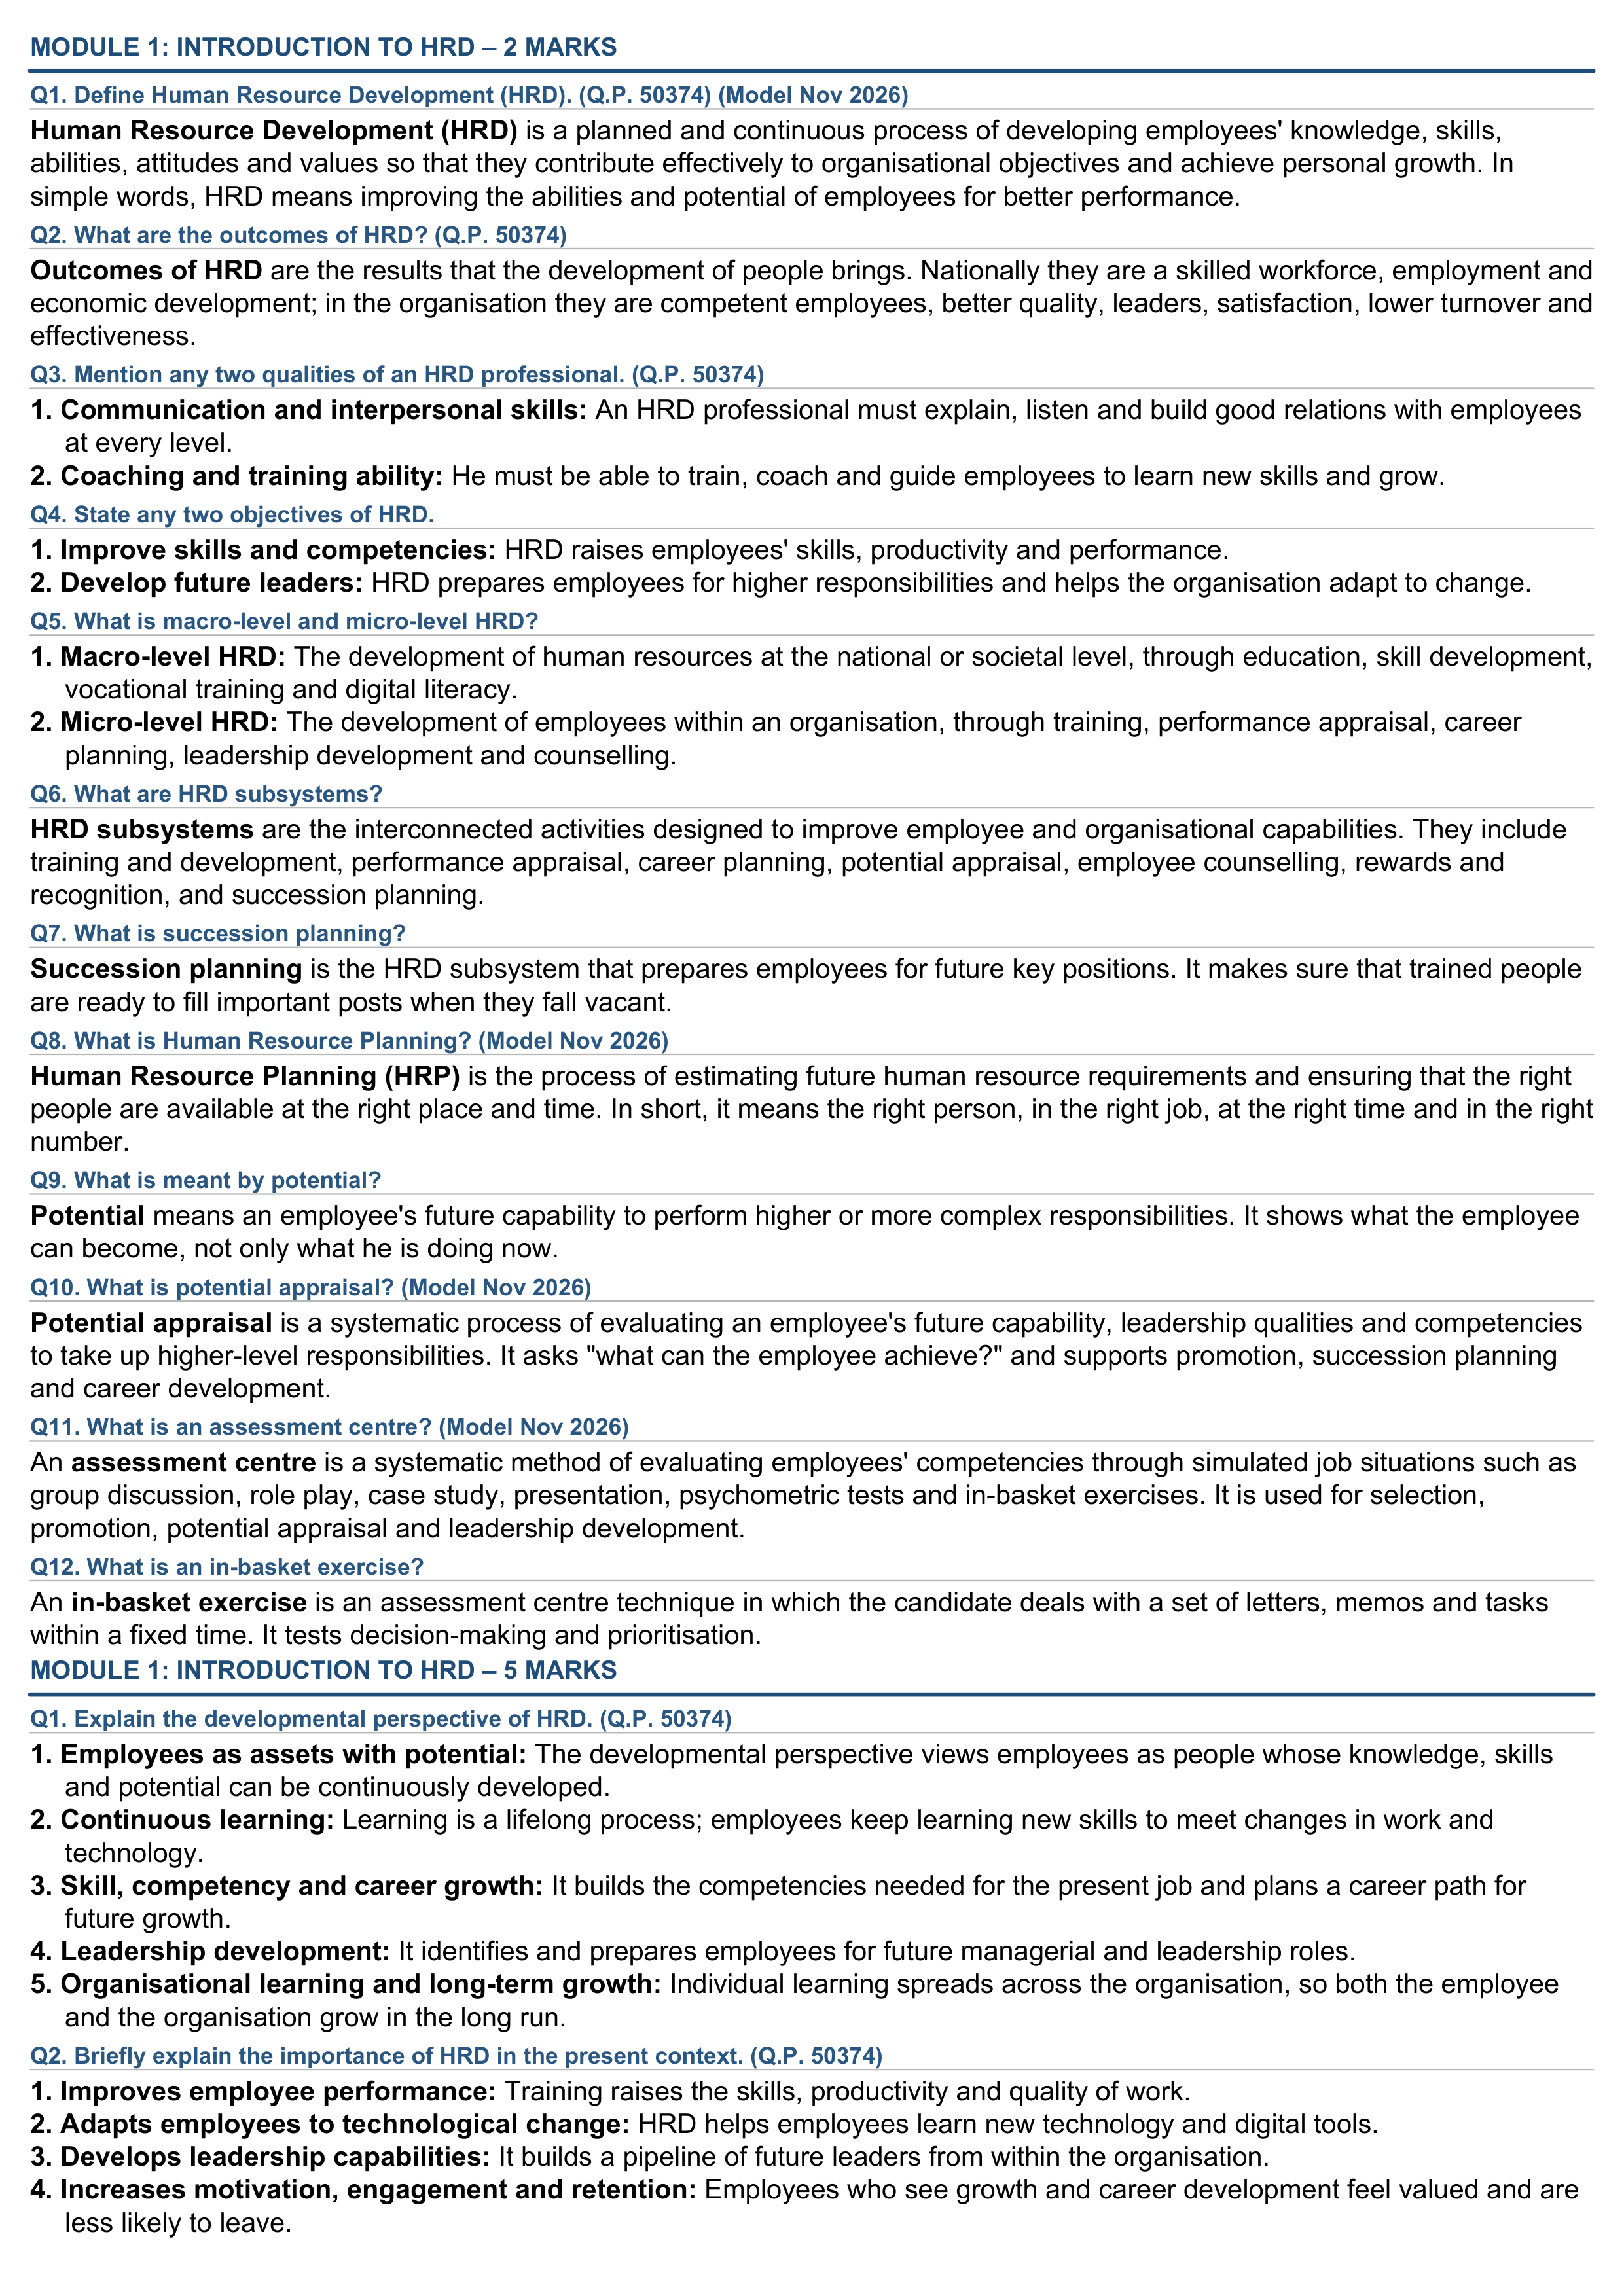 MODULE 1: INTRODUCTION TO HRD – 2 MARKS
Q1. Define Human Resource Development (HRD). (Q.P. 50374) (Model Nov 2026)
Human Resource Development (HRD) is a planned and continuous process of developing employees' knowledge, skills,
abilities, attitudes and values so that they contribute effectively to organisational objectives and achieve personal growth. In
simple words, HRD means improving the abilities and potential of employees for better performance.
Q2. What are the outcomes of HRD? (Q.P. 50374)
Outcomes of HRD are the results that the development of people brings. Nationally they are a skilled workforce, employment and
economic development; in the organisation they are competent employees, better quality, leaders, satisfaction, lower turnover and
effectiveness.
Q3. Mention any two qualities of an HRD professional. (Q.P. 50374)
1. Communication and interpersonal skills: An HRD professional must explain, listen and build good relations with employees
at every level.
2. Coaching and training ability: He must be able to train, coach and guide employees to learn new skills and grow.
Q4. State any two objectives of HRD.
1. Improve skills and competencies: HRD raises employees' skills, productivity and performance.
2. Develop future leaders: HRD prepares employees for higher responsibilities and helps the organisation adapt to change.
Q5. What is macro-level and micro-level HRD?
1. Macro-level HRD: The development of human resources at the national or societal level, through education, skill development,
vocational training and digital literacy.
2. Micro-level HRD: The development of employees within an organisation, through training, performance appraisal, career
planning, leadership development and counselling.
Q6. What are HRD subsystems?
HRD subsystems are the interconnected activities designed to improve employee and organisational capabilities. They include
training and development, performance appraisal, career planning, potential appraisal, employee counselling, rewards and
recognition, and succession planning.
Q7. What is succession planning?
Succession planning is the HRD subsystem that prepares employees for future key positions. It makes sure that trained people
are ready to fill important posts when they fall vacant.
Q8. What is Human Resource Planning? (Model Nov 2026)
Human Resource Planning (HRP) is the process of estimating future human resource requirements and ensuring that the right
people are available at the right place and time. In short, it means the right person, in the right job, at the right time and in the right
number.
Q9. What is meant by potential?
Potential means an employee's future capability to perform higher or more complex responsibilities. It shows what the employee
can become, not only what he is doing now.
Q10. What is potential appraisal? (Model Nov 2026)
Potential appraisal is a systematic process of evaluating an employee's future capability, leadership qualities and competencies
to take up higher-level responsibilities. It asks "what can the employee achieve?" and supports promotion, succession planning
and career development.
Q11. What is an assessment centre? (Model Nov 2026)
An assessment centre is a systematic method of evaluating employees' competencies through simulated job situations such as
group discussion, role play, case study, presentation, psychometric tests and in-basket exercises. It is used for selection,
promotion, potential appraisal and leadership development.
Q12. What is an in-basket exercise?
An in-basket exercise is an assessment centre technique in which the candidate deals with a set of letters, memos and tasks
within a fixed time. It tests decision-making and prioritisation.
MODULE 1: INTRODUCTION TO HRD – 5 MARKS
Q1. Explain the developmental perspective of HRD. (Q.P. 50374)
1. Employees as assets with potential: The developmental perspective views employees as people whose knowledge, skills
and potential can be continuously developed.
2. Continuous learning: Learning is a lifelong process; employees keep learning new skills to meet changes in work and
technology.
3. Skill, competency and career growth: It builds the competencies needed for the present job and plans a career path for
future growth.
4. Leadership development: It identifies and prepares employees for future managerial and leadership roles.
5. Organisational learning and long-term growth: Individual learning spreads across the organisation, so both the employee
and the organisation grow in the long run.
Q2. Briefly explain the importance of HRD in the present context. (Q.P. 50374)
1. Improves employee performance: Training raises the skills, productivity and quality of work.
2. Adapts employees to technological change: HRD helps employees learn new technology and digital tools.
3. Develops leadership capabilities: It builds a pipeline of future leaders from within the organisation.
4. Increases motivation, engagement and retention: Employees who see growth and career development feel valued and are
less likely to leave.